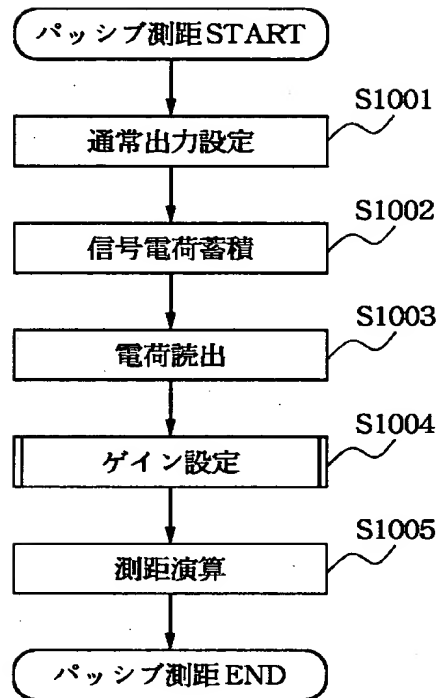 パッシブ測距START
S1001
通常出力設定
S1002
信号電荷蓄積
S1003
電荷読出
S1004
ゲイン設定
S1005
測距演算
パッシブ測距END